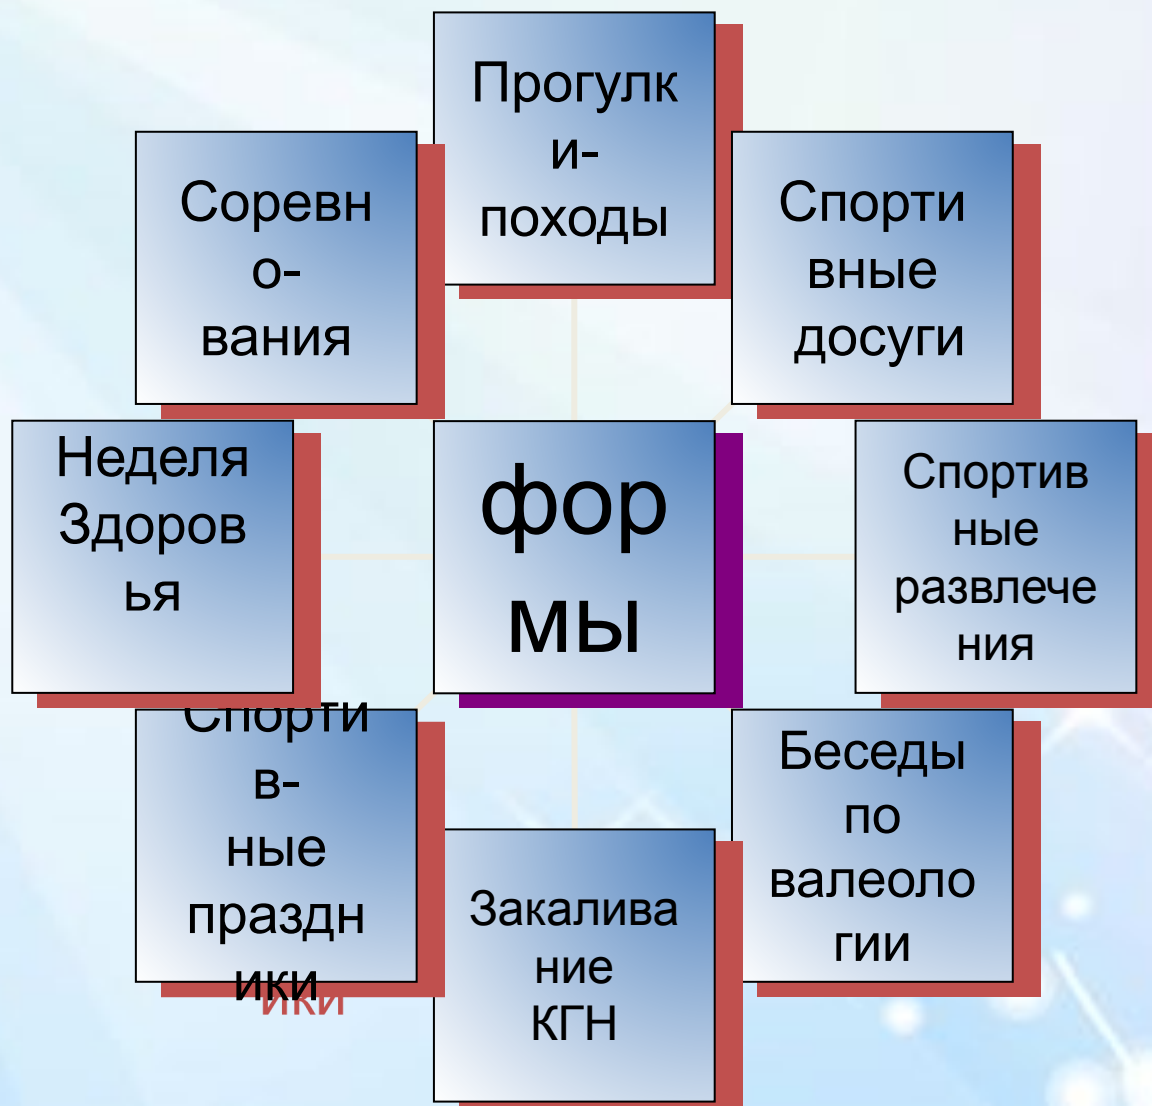 Прогулк
и-
походы
Соревн
о-
вания
Спорти
вные
досуги
Неделя
Здоров
ья
фор
мы
Спортив
ные
развлече
ния
Спорти
в-
ные
праздн
ики
Закалива
ние
КГН
Беседы
по
валеоло
гии